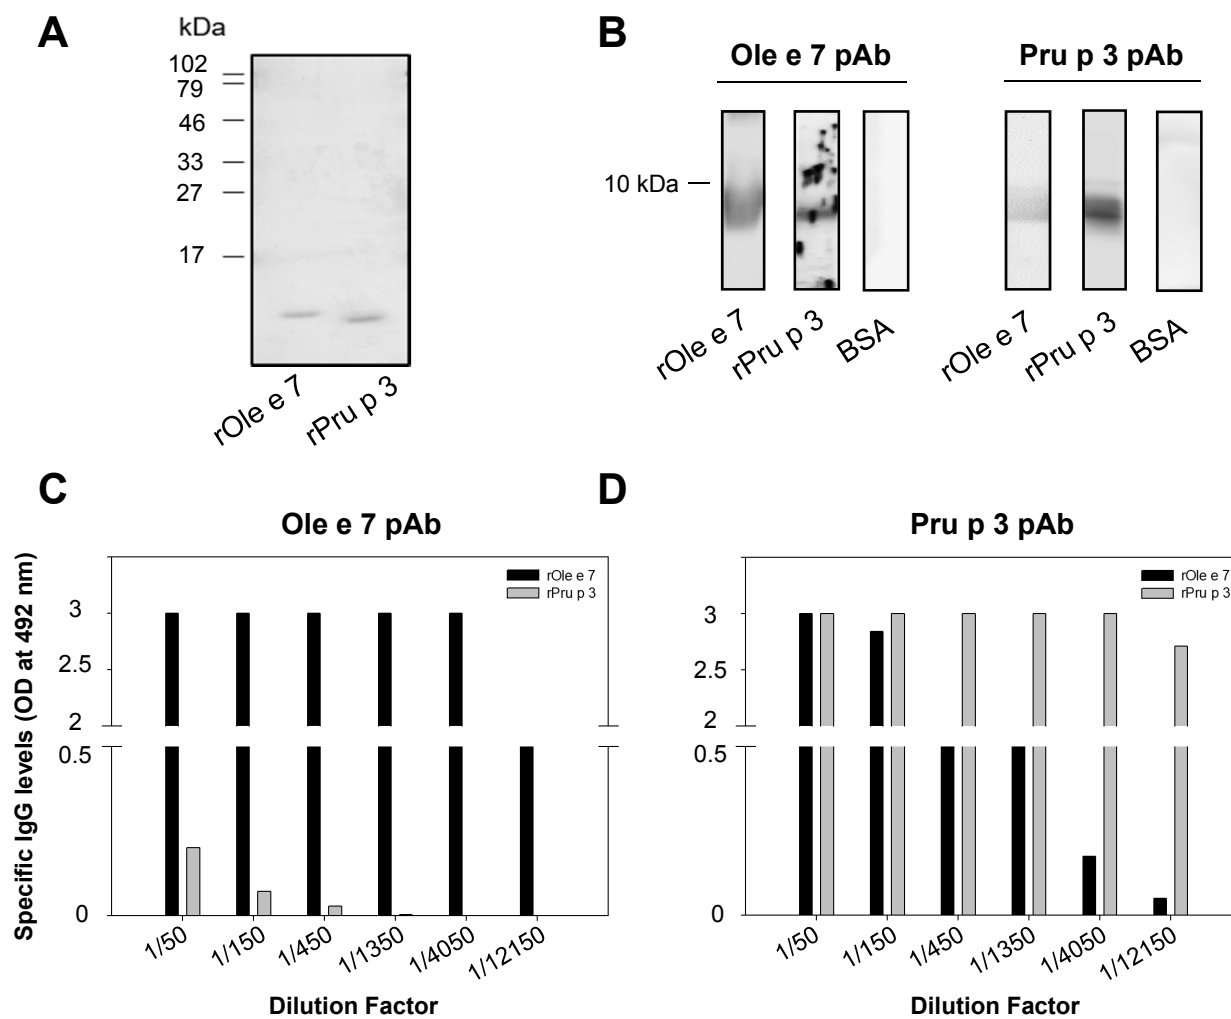 A
kDa
102
79
46
33
27
17
rOle e 7
rPru p 3
B
Ole e 7 pAb
Pru p 3 pAb
10 kDa
rOle e 7
rPru p 3
BSA
rOle e 7
rPru p 3
BSA
C
Ole e 7 pAb
Specific IgG levels (OD at 492 nm)
rOle e 7
rPru p 3
3
2.5
2
0.5
0
1/50
1/150
1/450
1/1350
1/4050
1/12150
Dilution Factor
D
Pru p 3 pAb
rOle e 7
rPru p 3
3
2.5
2
0.5
0
1/50
1/150
1/450
1/1350
1/4050
1/12150
Dilution Factor